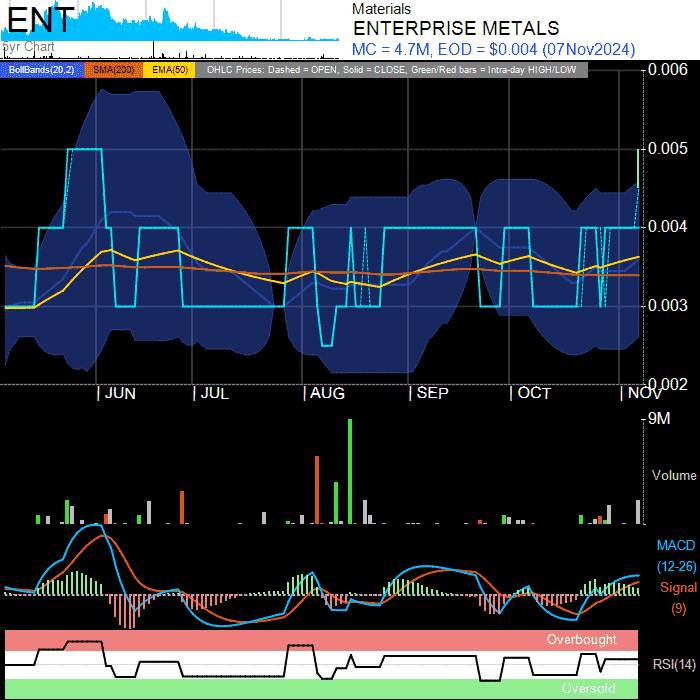 ENT
5yr Chart
Materials
ENTERPRISE METALS
MC = 4.7M, EOD = $0.004 (07Nov2024)
BollBands(20,2) SMA(200) EMA(50) OHLC Prices: Dashed = OPEN, Solid = CLOSE, Green/Red bars = Intra-day HIGH/LOW
0.006
0.005
0.004
0.003
0.002
JUN JUL AUG SEP OCT NOV
9M
Volume
MACD
(12-26)
Signal
(9)
Overbought
RSI(14)
Oversold